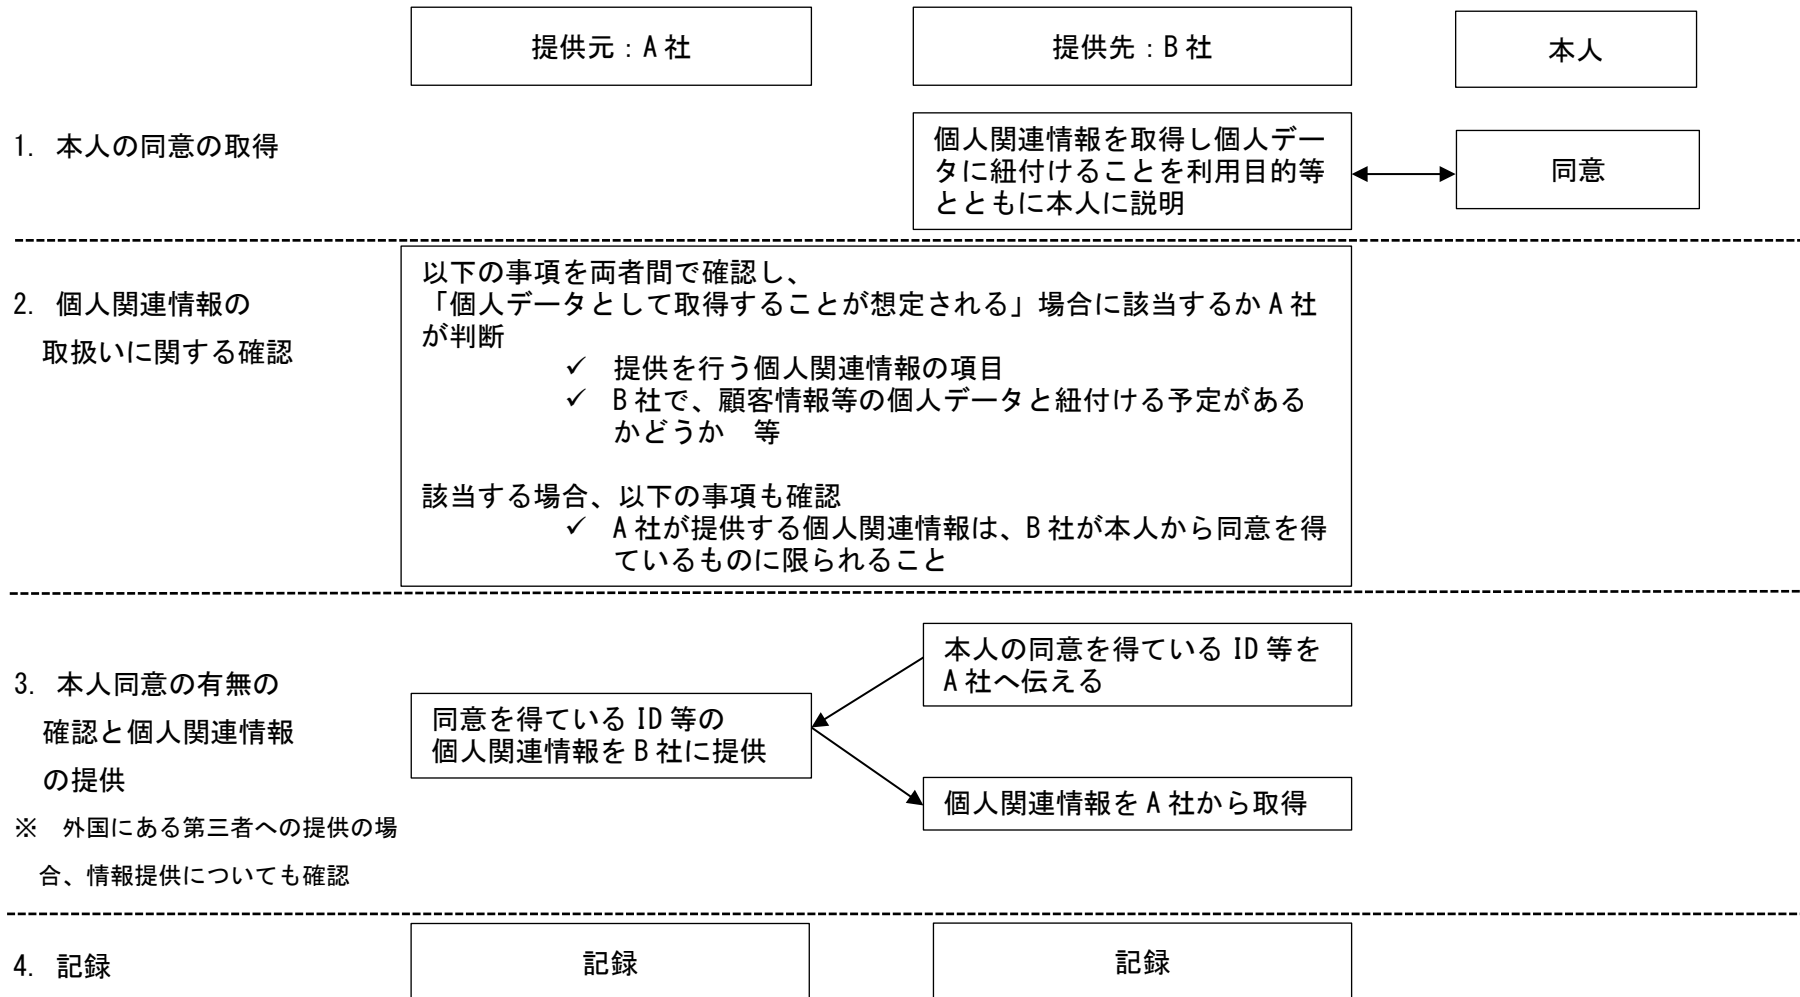 提供元：A社
提供先：B社
本人
1. 本人の同意の取得
個人関連情報を取得し個人デー
タに紐付けることを利用目的等
とともに本人に説明
同意
2. 個人関連情報の
取扱いに関する確認
以下の事項を両者間で確認し、
「個人データとして取得することが想定される」場合に該当するかA社
が判断
✓ 提供を行う個人関連情報の項目
✓ B社で、顧客情報等の個人データと紐付ける予定がある
かどうか　等
該当する場合、以下の事項も確認
✓ A社が提供する個人関連情報は、B社が本人から同意を得
ているものに限られること
3. 本人同意の有無の
確認と個人関連情報
の提供
※　外国にある第三者への提供の場
合、情報提供についても確認
本人の同意を得ているID等を
A社へ伝える
同意を得ているID等の
個人関連情報をB社に提供
個人関連情報をA社から取得
4. 記録
記録
記録